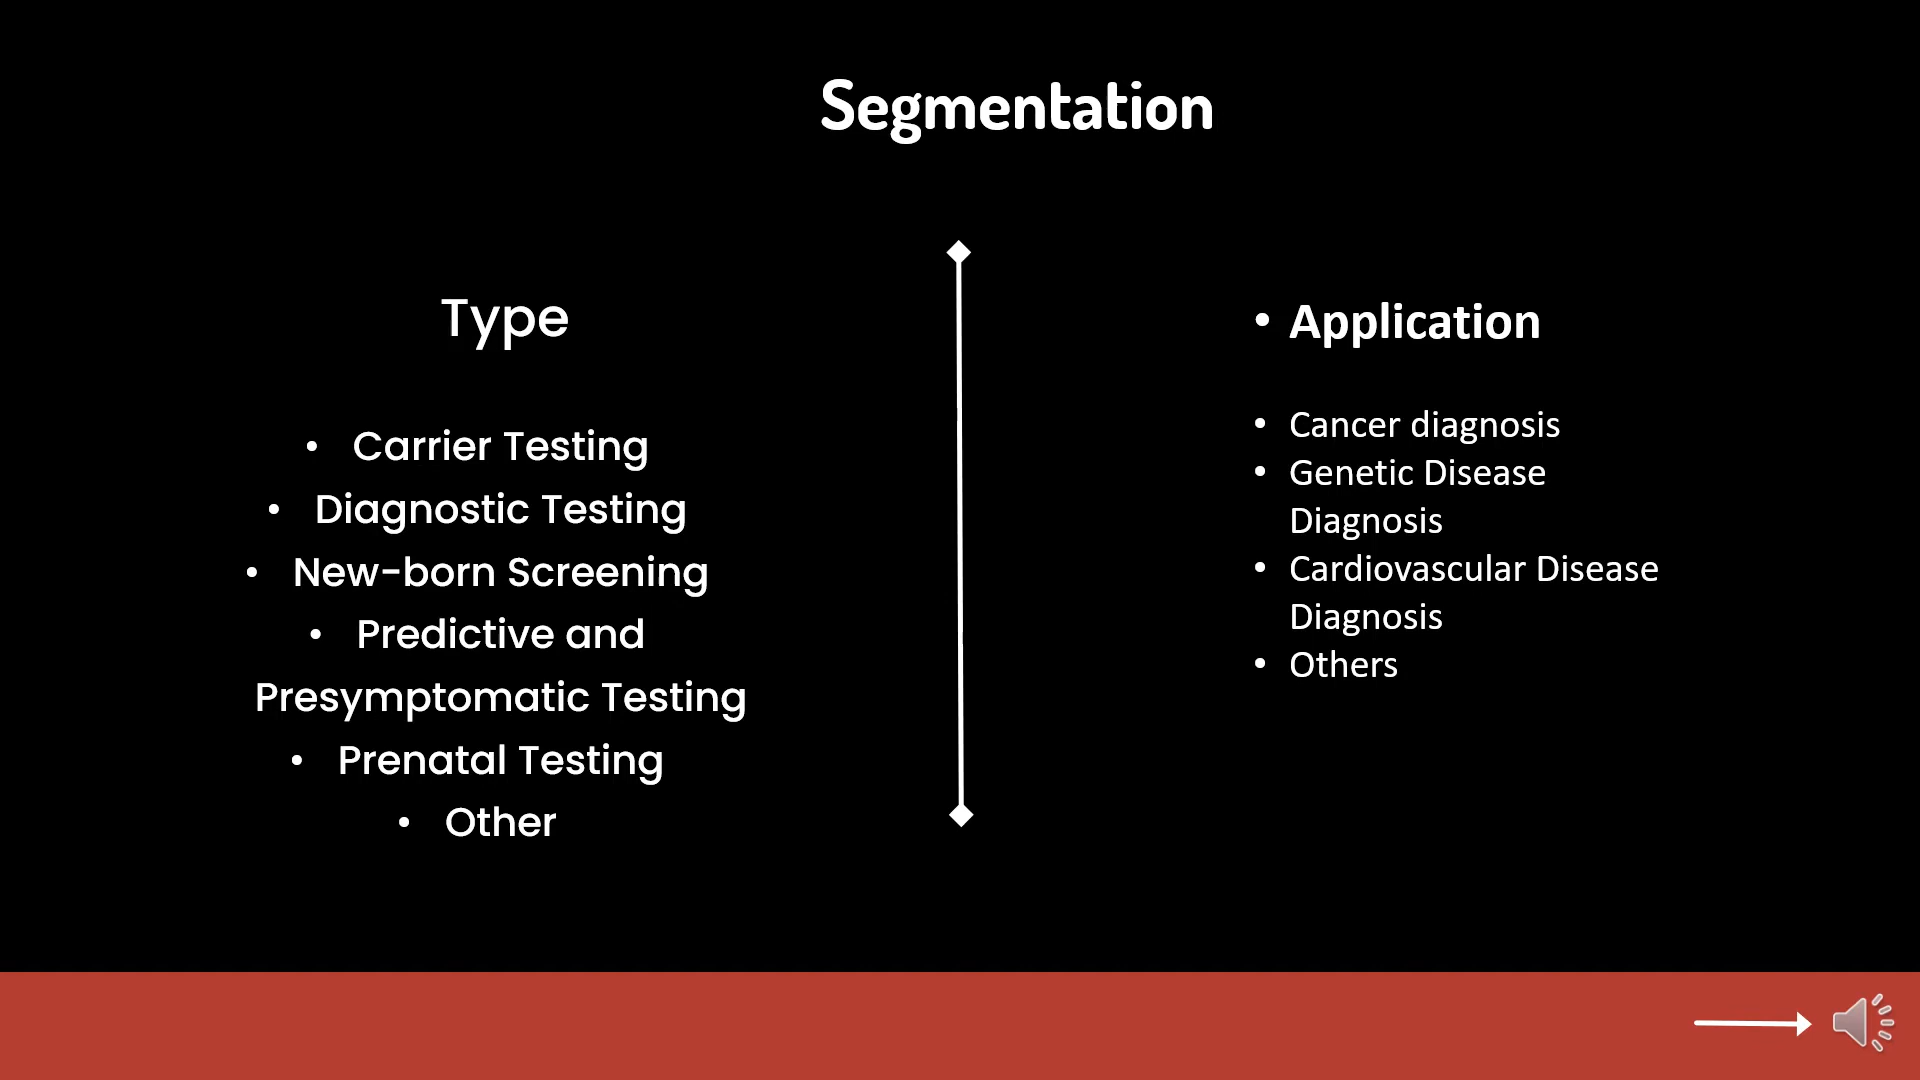 Segmentation
Type
• Carrier Testing
• Diagnostic Testing
• New-born Screening
• Predictive and
Presymptomatic Testing
• Prenatal Testing
• Other
• Application
• Cancer diagnosis
• Genetic Disease
Diagnosis
• Cardiovascular Disease
Diagnosis
• Others